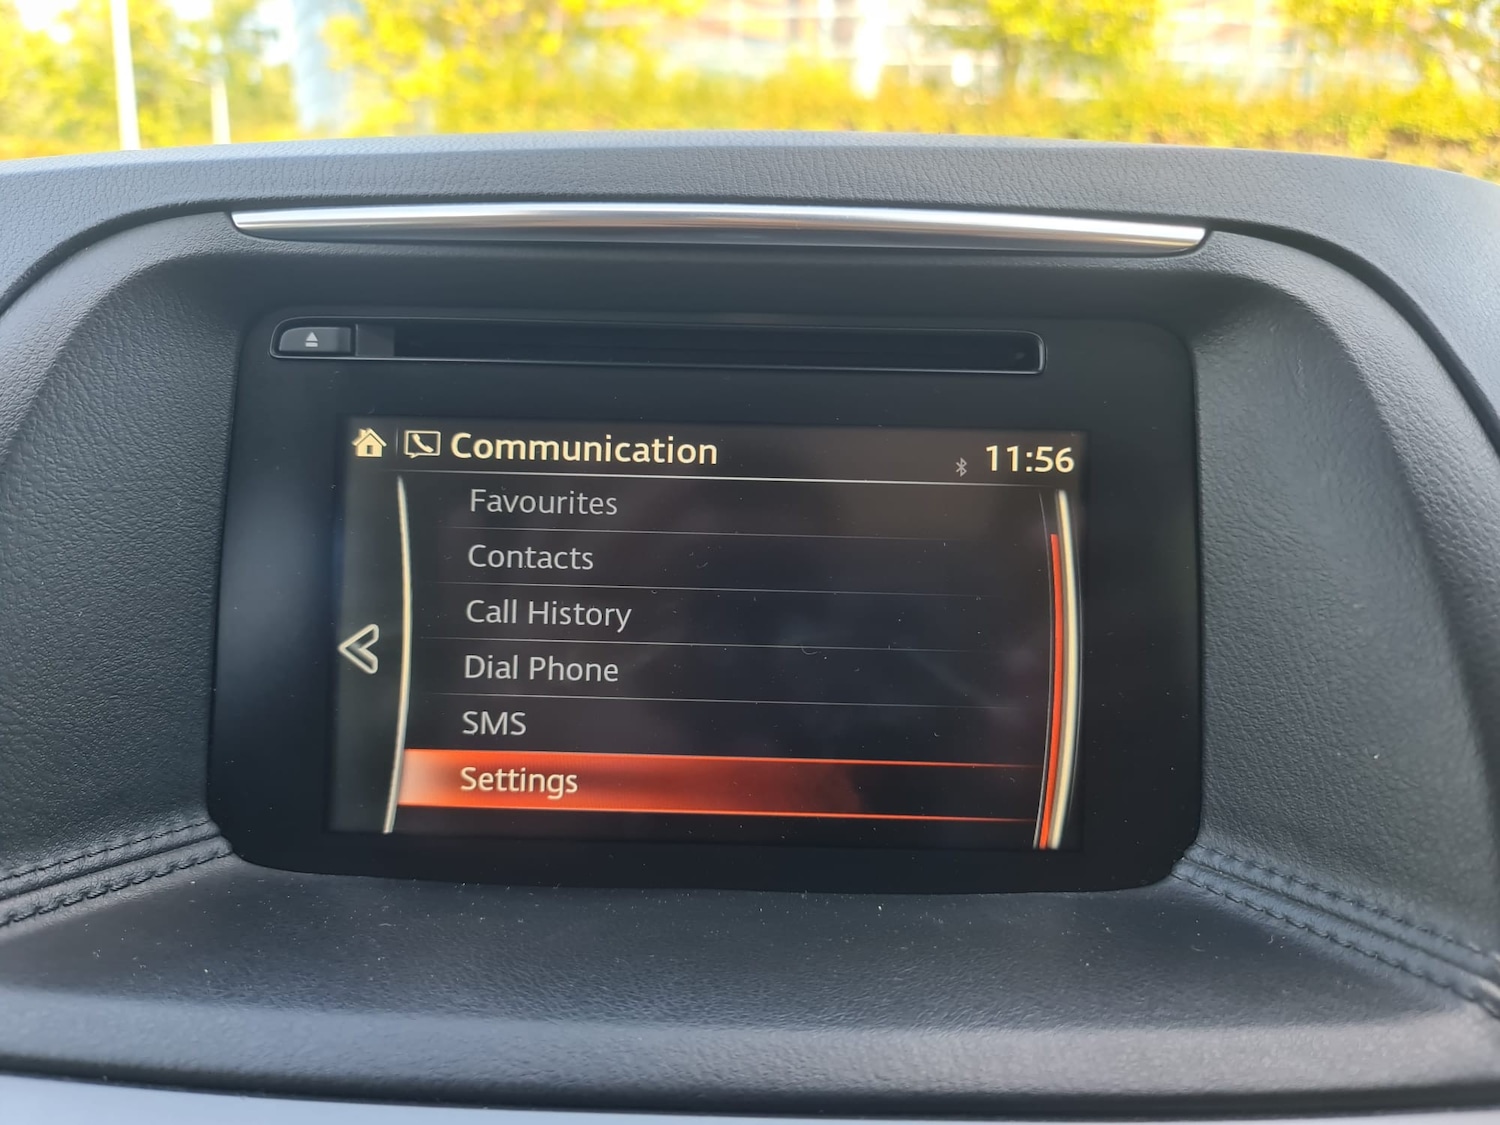 Communication
11:56
Favourites
Contacts
Call History
Dial Phone
SMS
Settings